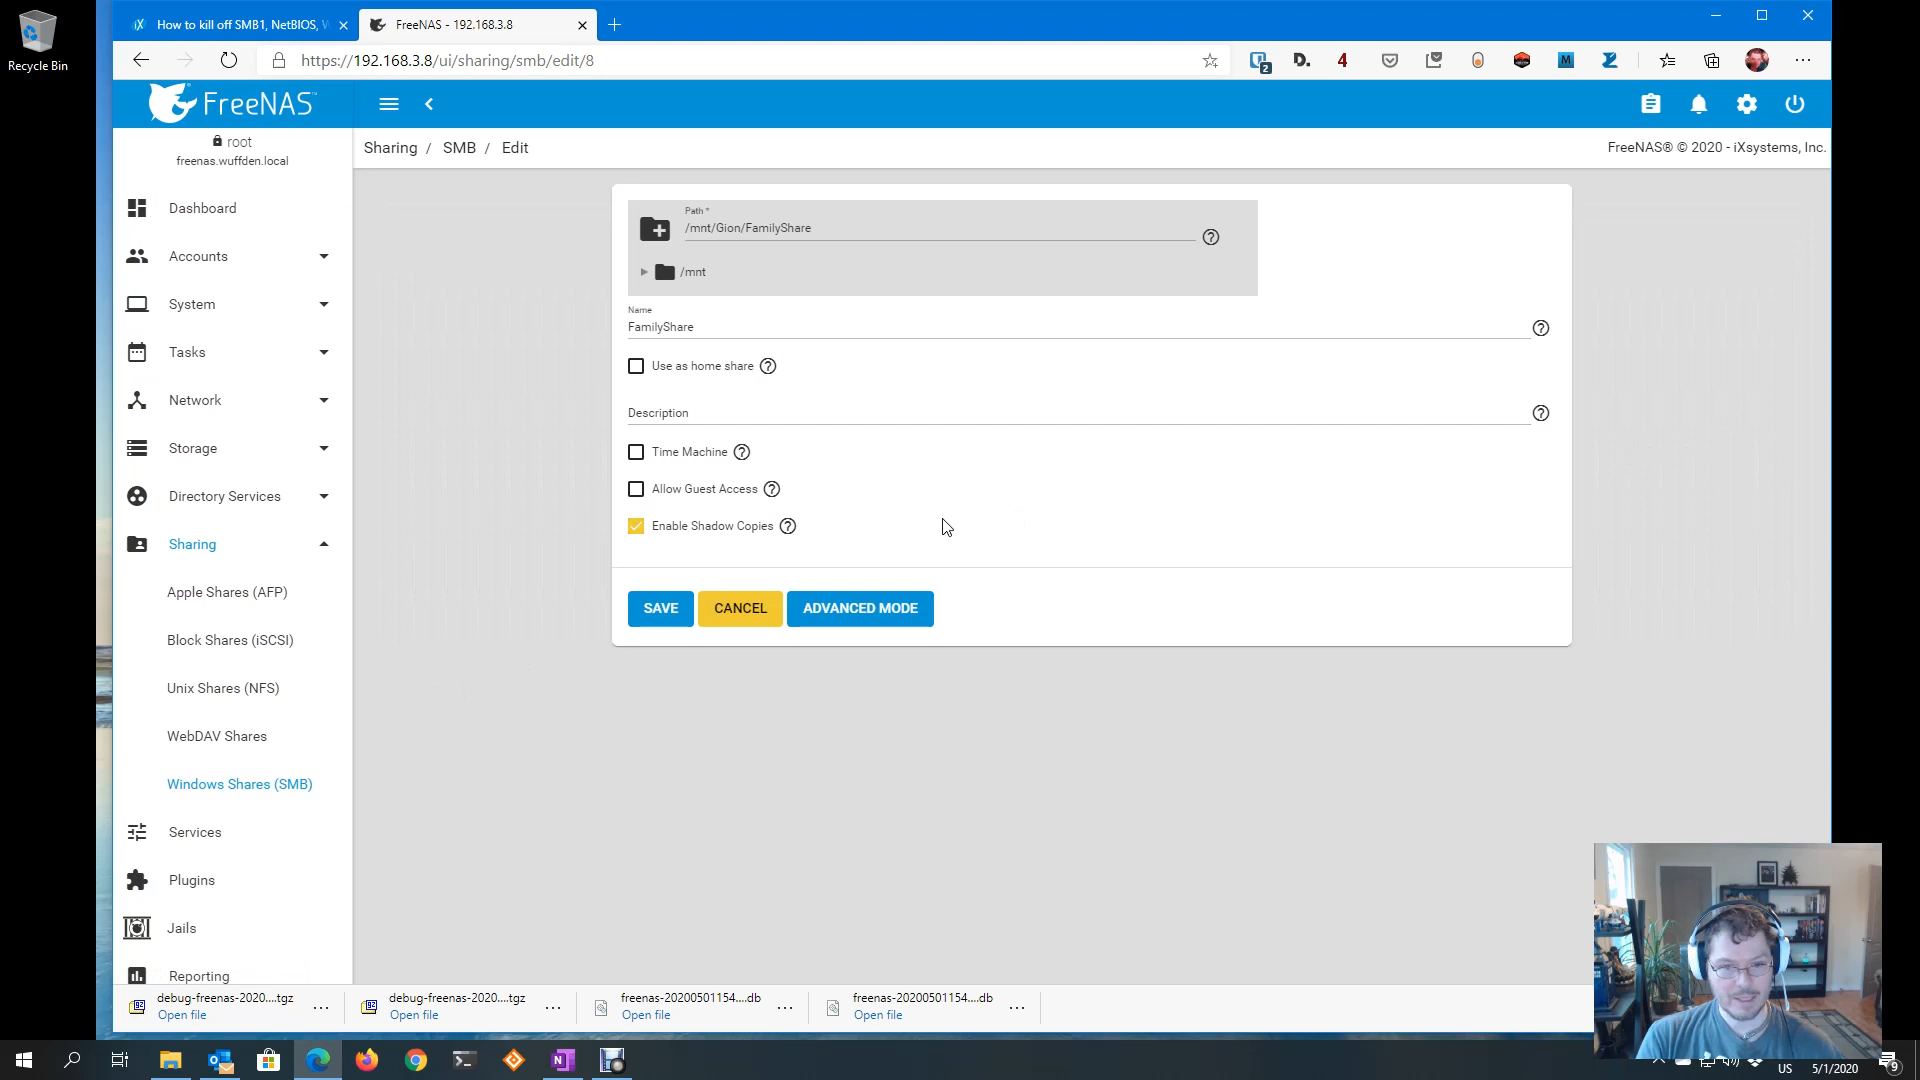 Recycle Bin
How to kill off SMB1, NetBIOS, W
FreeNAS - 192.168.3.8
https://192.168.3.8/ui/sharing/smb/edit/8
2
D.
4
M
Z
FreeNAS™
root
freenas.wuffden.local
Sharing / SMB / Edit
FreeNAS® © 2020 - iXsystems, Inc.
Dashboard
Accounts
System
Tasks
Network
Storage
Directory Services
Sharing
Apple Shares (AFP)
Block Shares (iSCSI)
Unix Shares (NFS)
WebDAV Shares
Windows Shares (SMB)
Services
Plugins
Jails
Reporting
Path *
/mnt/Gion/FamilyShare
/mnt
Name
FamilyShare
Use as home share
Description
Time Machine
Allow Guest Access
Enable Shadow Copies
SAVE
CANCEL
ADVANCED MODE
debug-freenas-2020....tgz
Open file
debug-freenas-2020....tgz
Open file
freenas-20200501154....db
Open file
freenas-20200501154....db
Open file
US
5/1/2020
9